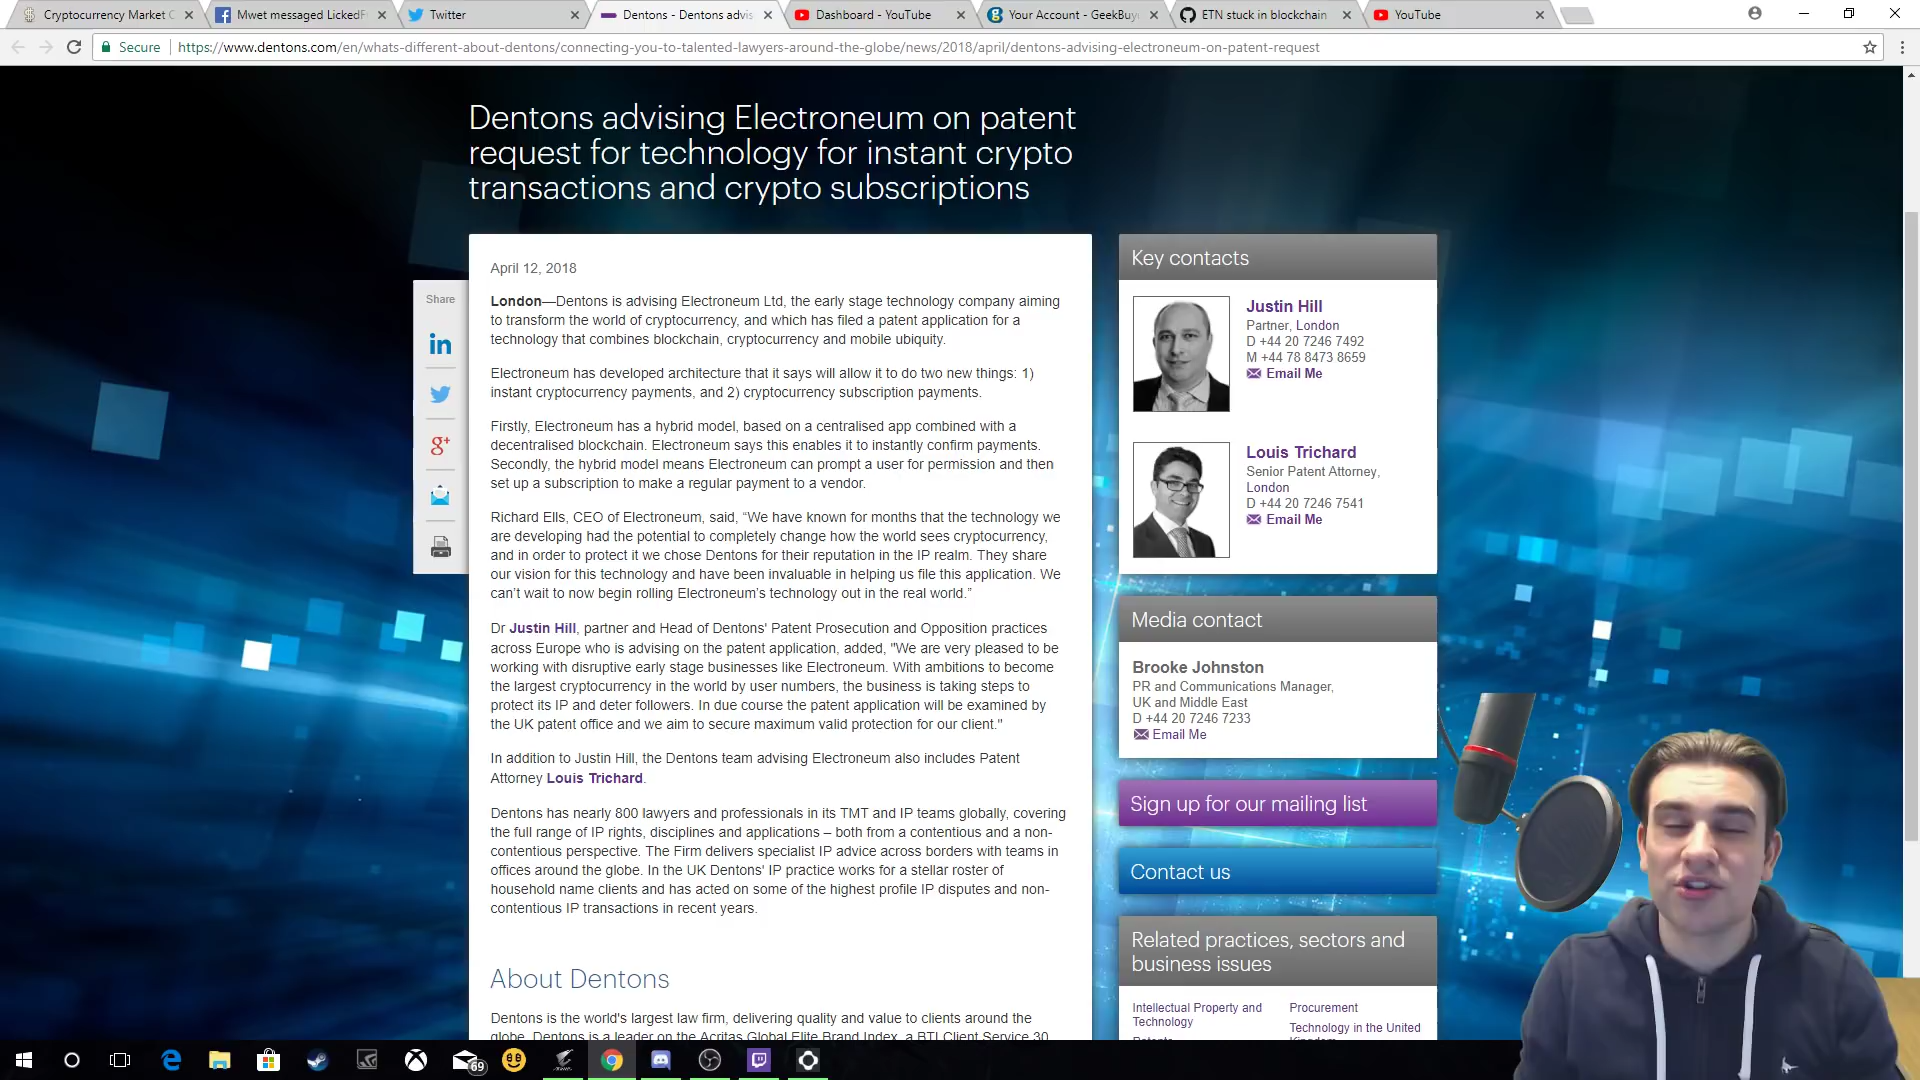 Cryptocurrency Market C
Mwet messaged LickedF
Twitter
Dentons - Dentons advis
Dashboard - YouTube
Your Account - GeekBuy
ETN stuck in blockchain
YouTube
Secure
https://www.dentons.com/en/whats-different-about-dentons/connecting-you-to-talented-lawyers-around-the-globe/news/2018/april/dentons-advising-electroneum-on-patent-request
Dentons advising Electroneum on patent
request for technology for instant crypto
transactions and crypto subscriptions
Share
April 12, 2018
London—Dentons is advising Electroneum Ltd, the early stage technology company aiming
to transform the world of cryptocurrency, and which has filed a patent application for a
technology that combines blockchain, cryptocurrency and mobile ubiquity.
Electroneum has developed architecture that it says will allow it to do two new things: 1)
instant cryptocurrency payments, and 2) cryptocurrency subscription payments.
Firstly, Electroneum has a hybrid model, based on a centralised app combined with a
decentralised blockchain. Electroneum says this enables it to instantly confirm payments.
Secondly, the hybrid model means Electroneum can prompt a user for permission and then
set up a subscription to make a regular payment to a vendor.
Richard Ells, CEO of Electroneum, said, “We have known for months that the technology we
are developing had the potential to completely change how the world sees cryptocurrency,
and in order to protect it we chose Dentons for their reputation in the IP realm. They share
our vision for this technology and have been invaluable in helping us file this application. We
can’t wait to now begin rolling Electroneum’s technology out in the real world.”
Dr Justin Hill, partner and Head of Dentons' Patent Prosecution and Opposition practices
across Europe who is advising on the patent application, added, "We are very pleased to be
working with disruptive early stage businesses like Electroneum. With ambitions to become
the largest cryptocurrency in the world by user numbers, the business is taking steps to
protect its IP and deter followers. In due course the patent application will be examined by
the UK patent office and we aim to secure maximum valid protection for our client."
In addition to Justin Hill, the Dentons team advising Electroneum also includes Patent
Attorney Louis Trichard.
Dentons has nearly 800 lawyers and professionals in its TMT and IP teams globally, covering
the full range of IP rights, disciplines and applications – both from a contentious and a non-
contentious perspective. The Firm delivers specialist IP advice across borders with teams in
offices around the globe. In the UK Dentons' IP practice works for a stellar roster of
household name clients and has acted on some of the highest profile IP disputes and non-
contentious IP transactions in recent years.
About Dentons
Dentons is the world's largest law firm, delivering quality and value to clients around the
globe. Dentons is a leader on the Acritas Global Elite Brand Index, a BTI Client Service 30
Key contacts
Justin Hill
Partner, London
D +44 20 7246 7492
M +44 78 8473 8659
Email Me
Louis Trichard
Senior Patent Attorney,
London
D +44 20 7246 7541
Email Me
Media contact
Brooke Johnston
PR and Communications Manager,
UK and Middle East
D +44 20 7246 7233
Email Me
Sign up for our mailing list
Contact us
Related practices, sectors and
business issues
Intellectual Property and
Technology
Procurement
Technology in the United
69